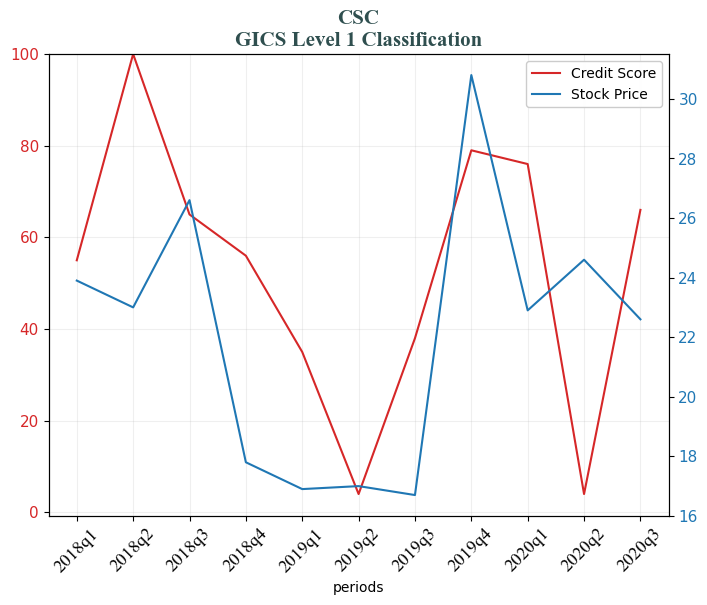 CSC
GICS Level 1 Classification
Credit Score
Stock Price
100
80
60
40
20
0
30
28
26
24
22
20
18
16
2018q1
2018q2
2018q3
2018q4
2019q1
2019q2
2019q3
2019q4
2020q1
2020q2
2020q3
periods